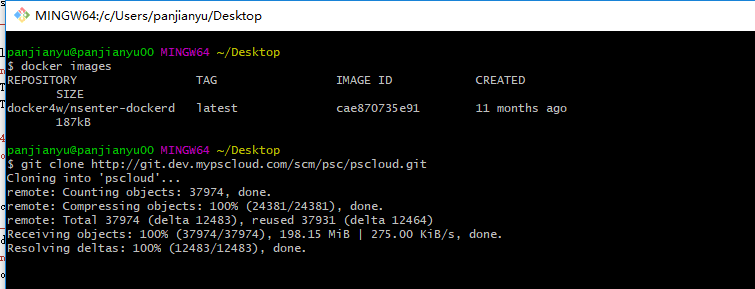 MINGW64:/c/Users/panjianyu/Desktop
panjianyu@panjianyu00 MINGW64 ~/Desktop
$ docker images
REPOSITORY TAG IMAGE ID CREATED
SIZE
docker4w/nsenter-dockerd latest cae870735e91 11 months ago
187kB
panjianyu@panjianyu00 MINGW64 ~/Desktop
$ git clone http://git.dev.mypscloud.com/scm/psc/pscloud.git
Cloning into 'pscloud'...
remote: Counting objects: 37974, done.
remote: Compressing objects: 100% (24381/24381), done.
remote: Total 37974 (delta 12483), reused 37931 (delta 12464)
Receiving objects: 100% (37974/37974), 198.15 MiB | 275.00 KiB/s, done.
Resolving deltas: 100% (12483/12483), done.